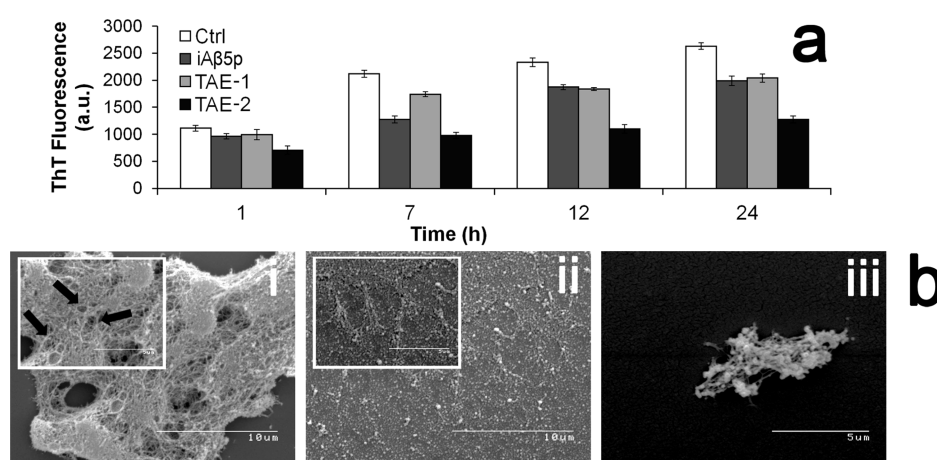 3000
2500
2000
1500
1000
500
0
ThT Fluorescence
(a.u.)
Ctrl
iAβ5p
TAE-1
TAE-2
a
1 7 12 24
Time (h)
i
10um
ii
10um
iii
5um
b